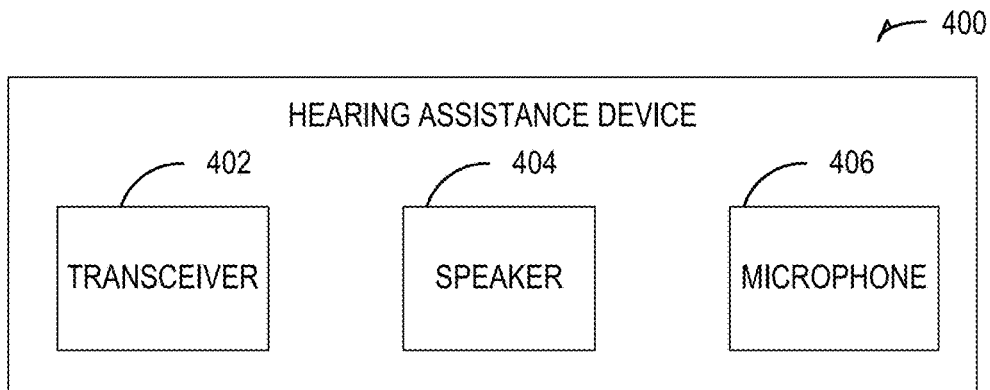 400
HEARING ASSISTANCE DEVICE
402 404 406
TRANSCEIVER SPEAKER MICROPHONE